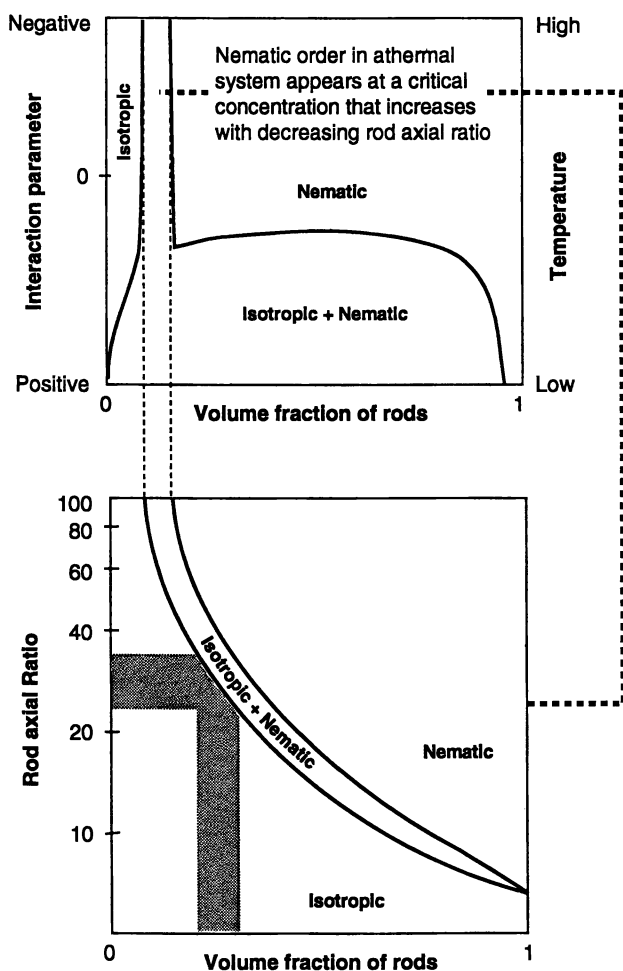 Negative
High
Nematic order in athermal
system appears at a critical
concentration that increases
with decreasing rod axial ratio
Isotropic
Interaction parameter
0
Nematic
Temperature
Isotropic + Nematic
Positive
Low
0
1
Volume fraction of rods
100
80
60
40
20
10
Rod axial Ratio
Isotropic + Nematic
Nematic
Isotropic
0
1
Volume fraction of rods